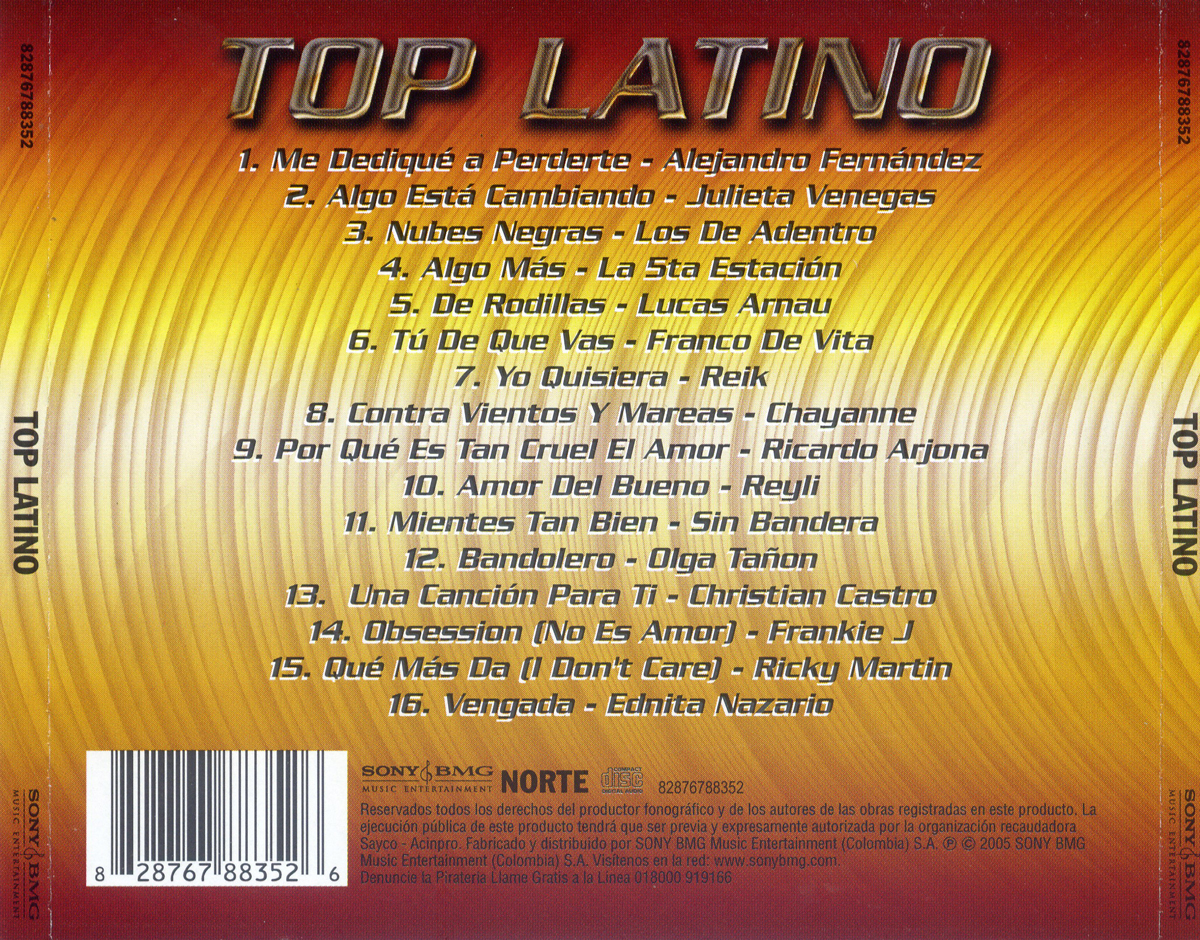 TOP LATINO
1. Me Dediqué a Perderte - Alejandro Fernández
2. Algo Está Cambiando - Julieta Venegas
3. Nubes Negras - Los De Adentro
4. Algo Más - La 5ta Estación
5. De Rodillas - Lucas Arnau
6. Tú De Que Vas - Franco De Vita
7. Yo Quisiera - Reik
8. Contra Vientos Y Mareas - Chayanne
9. Por Qué Es Tan Cruel El Amor - Ricardo Arjona
10. Amor Del Bueno - Reyli
11. Mientes Tan Bien - Sin Bandera
12. Bandolero - Olga Tañon
13. Una Canción Para Ti - Christian Castro
14. Obsession (No Es Amor) - Frankie J
15. Qué Más Da (I Don't Care) - Ricky Martin
16. Vengada - Ednita Nazario
8 28767 88352 6
SONY BMG
MUSIC ENTERTAINMENT
NORTE
COMPACT
disc
DIGITAL AUDIO
82876788352
Reservados todos los derechos del productor fonográfico y de los autores de las obras registradas en este producto. La
ejecución pública de este producto tendrá que ser previa y expresamente autorizada por la organización recaudadora
Sayco - Acinpro. Fabricado y distribuido por SONY BMG Music Entertainment (Colombia) S.A. ℗ © 2005 SONY BMG
Music Entertainment (Colombia) S.A. Visítenos en la red: www.sonybmg.com.
Denuncie la Piratería Llame Gratis a la Línea 018000 919166
82876788352
TOP LATINO
SONY BMG
MUSIC ENTERTAINMENT
82876788352
TOP LATINO
SONY BMG
MUSIC ENTERTAINMENT